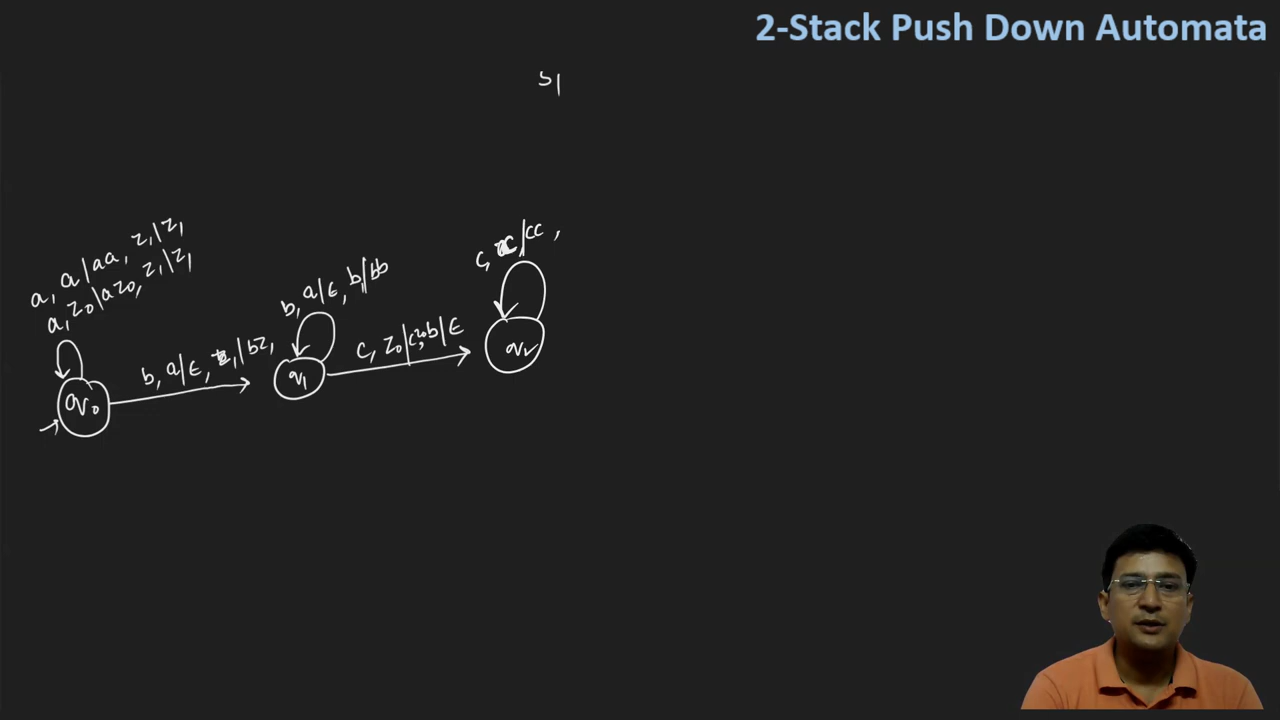 2-Stack Push Down Automata
S1
a, a/aa, z1/z1
a, z0/az0, z1/z1
b, a/ε, z1/bz1
q0
b, a/ε, b/bb
q1
c, z0/cz0, b/ε
c, c/cc,
q2